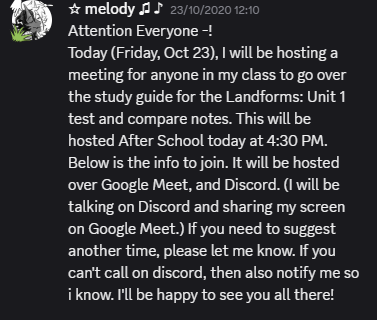 ☆ melody ♫ ♪ 23/10/2020 12:10
Attention Everyone -!
Today (Friday, Oct 23), I will be hosting a
meeting for anyone in my class to go over
the study guide for the Landforms: Unit 1
test and compare notes. This will be
hosted After School today at 4:30 PM.
Below is the info to join. It will be hosted
over Google Meet, and Discord. (I will be
talking on Discord and sharing my screen
on Google Meet.) If you need to suggest
another time, please let me know. If you
can't call on discord, then also notify me so
i know. I'll be happy to see you all there!